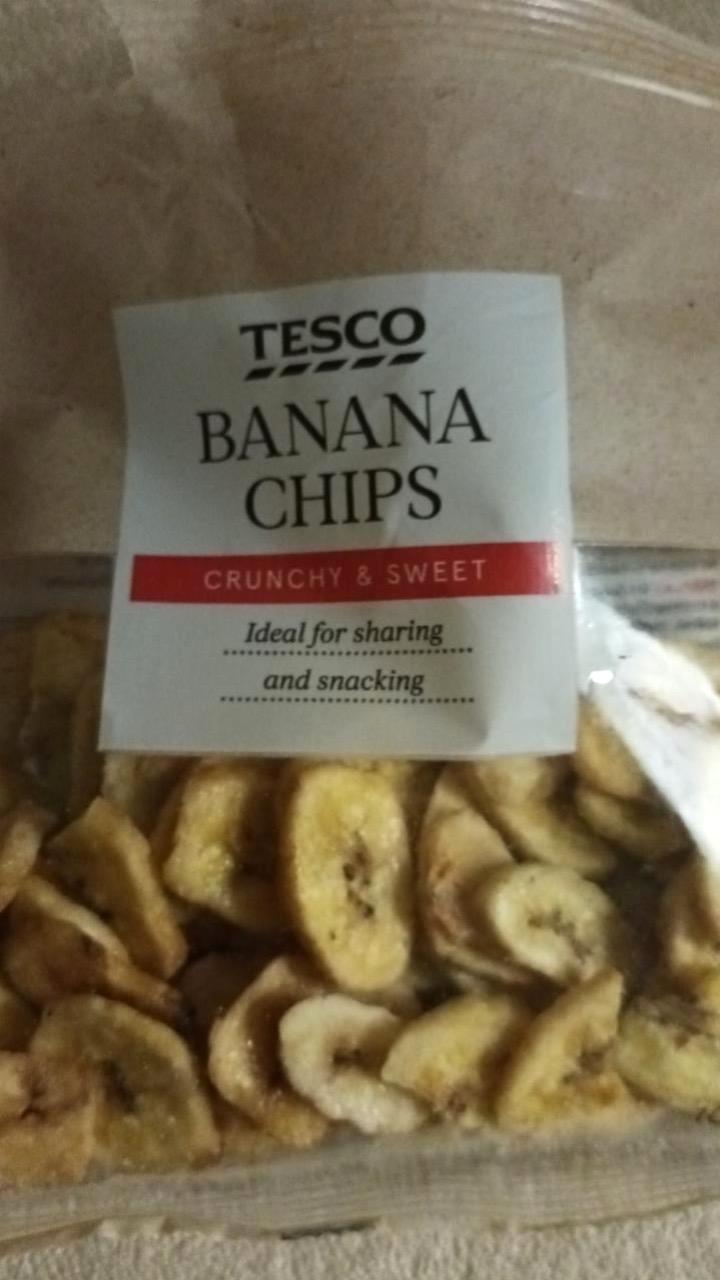 TESCO
BANANA
CHIPS
CRUNCHY & SWEET
Ideal for sharing
and snacking